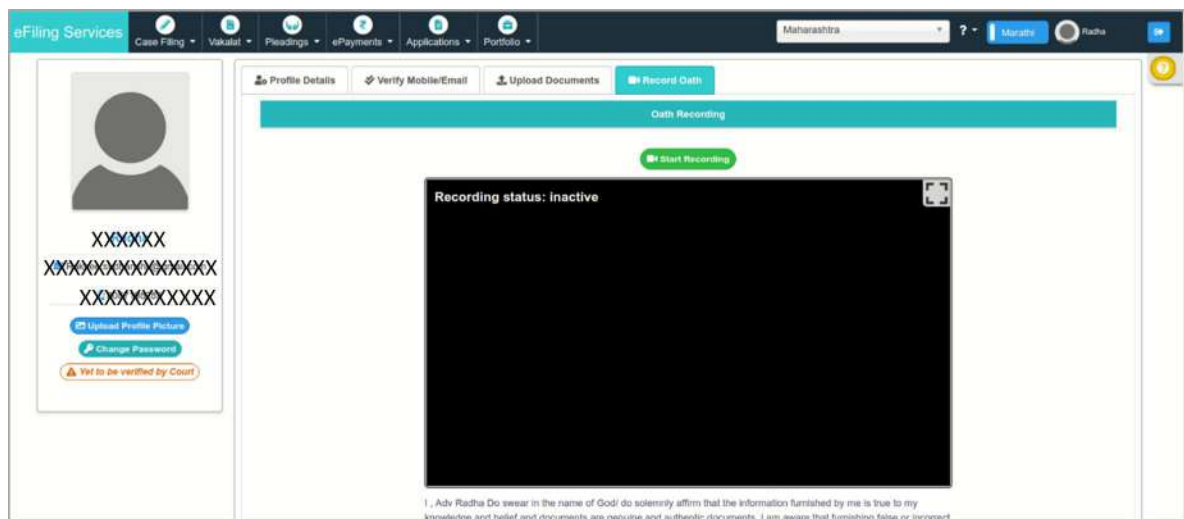 eFiling Services
Case Filing
Vakalat
Pleadings
ePayments
Applications
Portfolio
Maharashtra
?
Marathi
Radha
Profile Details
Verify Mobile/Email
Upload Documents
Record Oath
Oath Recording
Start Recording
Recording status: inactive
XXXXXX
XXXXXXXXXXXXXX
XXXXXXXXXXX
Upload Profile Picture
Change Password
Yet to be verified by Court
I , Adv Radha Do swear in the name of God/ do solemnly affirm that the information furnished by me is true to my
knowledge and belief and documents are genuine and authentic documents. I am aware that furnishing false or incorrect